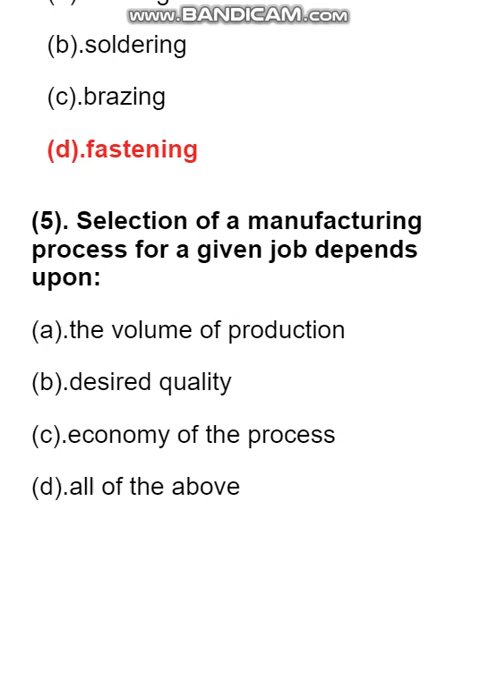 www.BANDICAM.com
(b).soldering
(c).brazing
(d).fastening
(5). Selection of a manufacturing
process for a given job depends
upon:
(a).the volume of production
(b).desired quality
(c).economy of the process
(d).all of the above